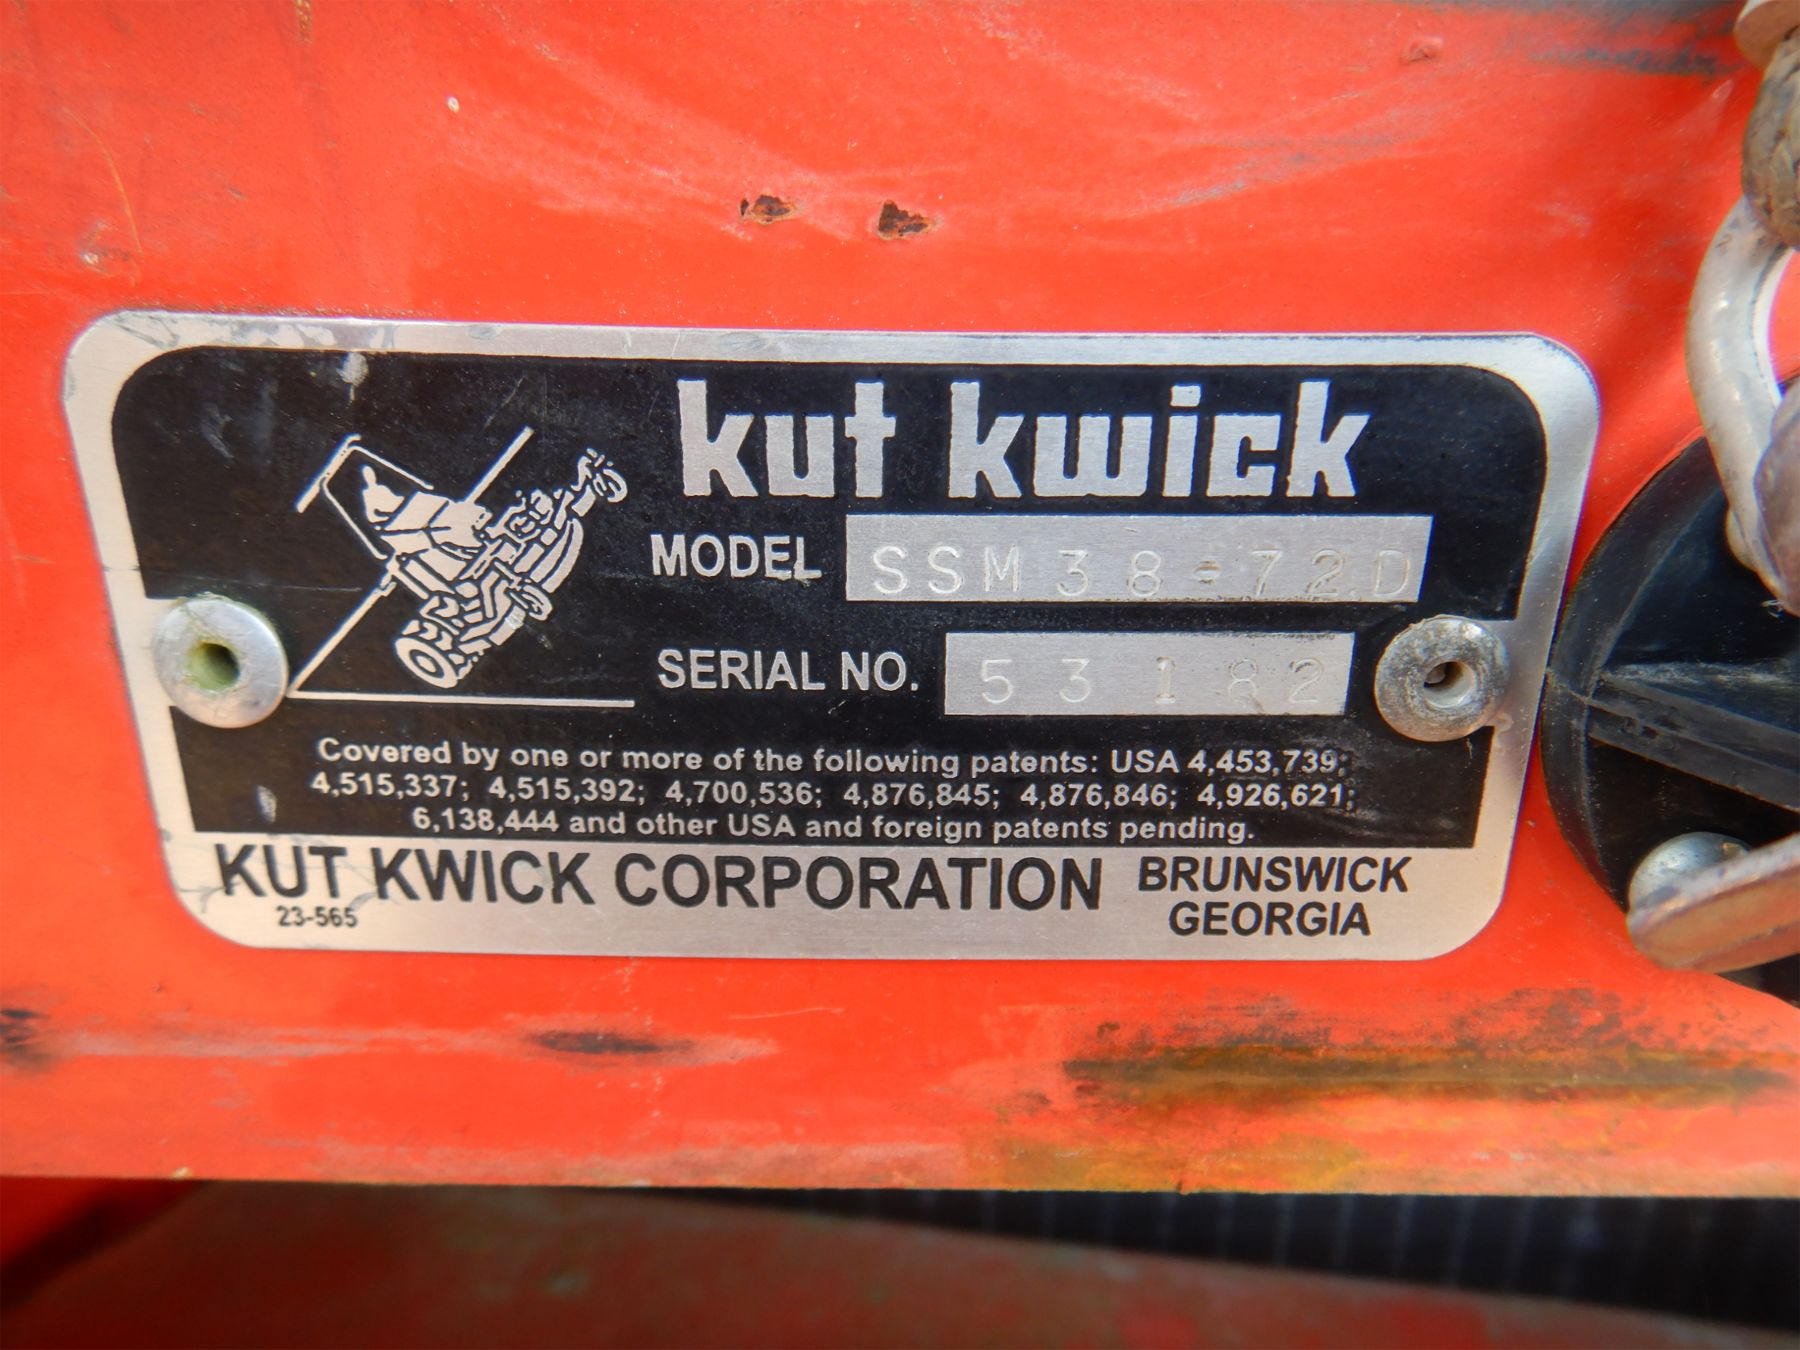 kut kwick
MODEL SSM38-72D
SERIAL NO. 53182
Covered by one or more of the following patents: USA 4,453,739;
4,515,337; 4,515,392; 4,700,536; 4,876,845; 4,876,846; 4,926,621;
6,138,444 and other USA and foreign patents pending.
KUT KWICK CORPORATION
23-565
BRUNSWICK
GEORGIA